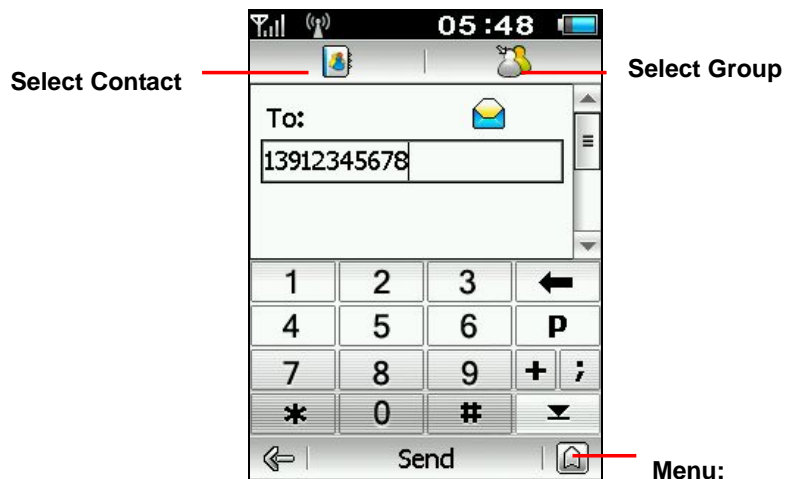 05:48
Select Contact
Select Group
To:
13912345678
1 2 3
4 5 6 P
7 8 9 + ;
* 0 #
Send
Menu: